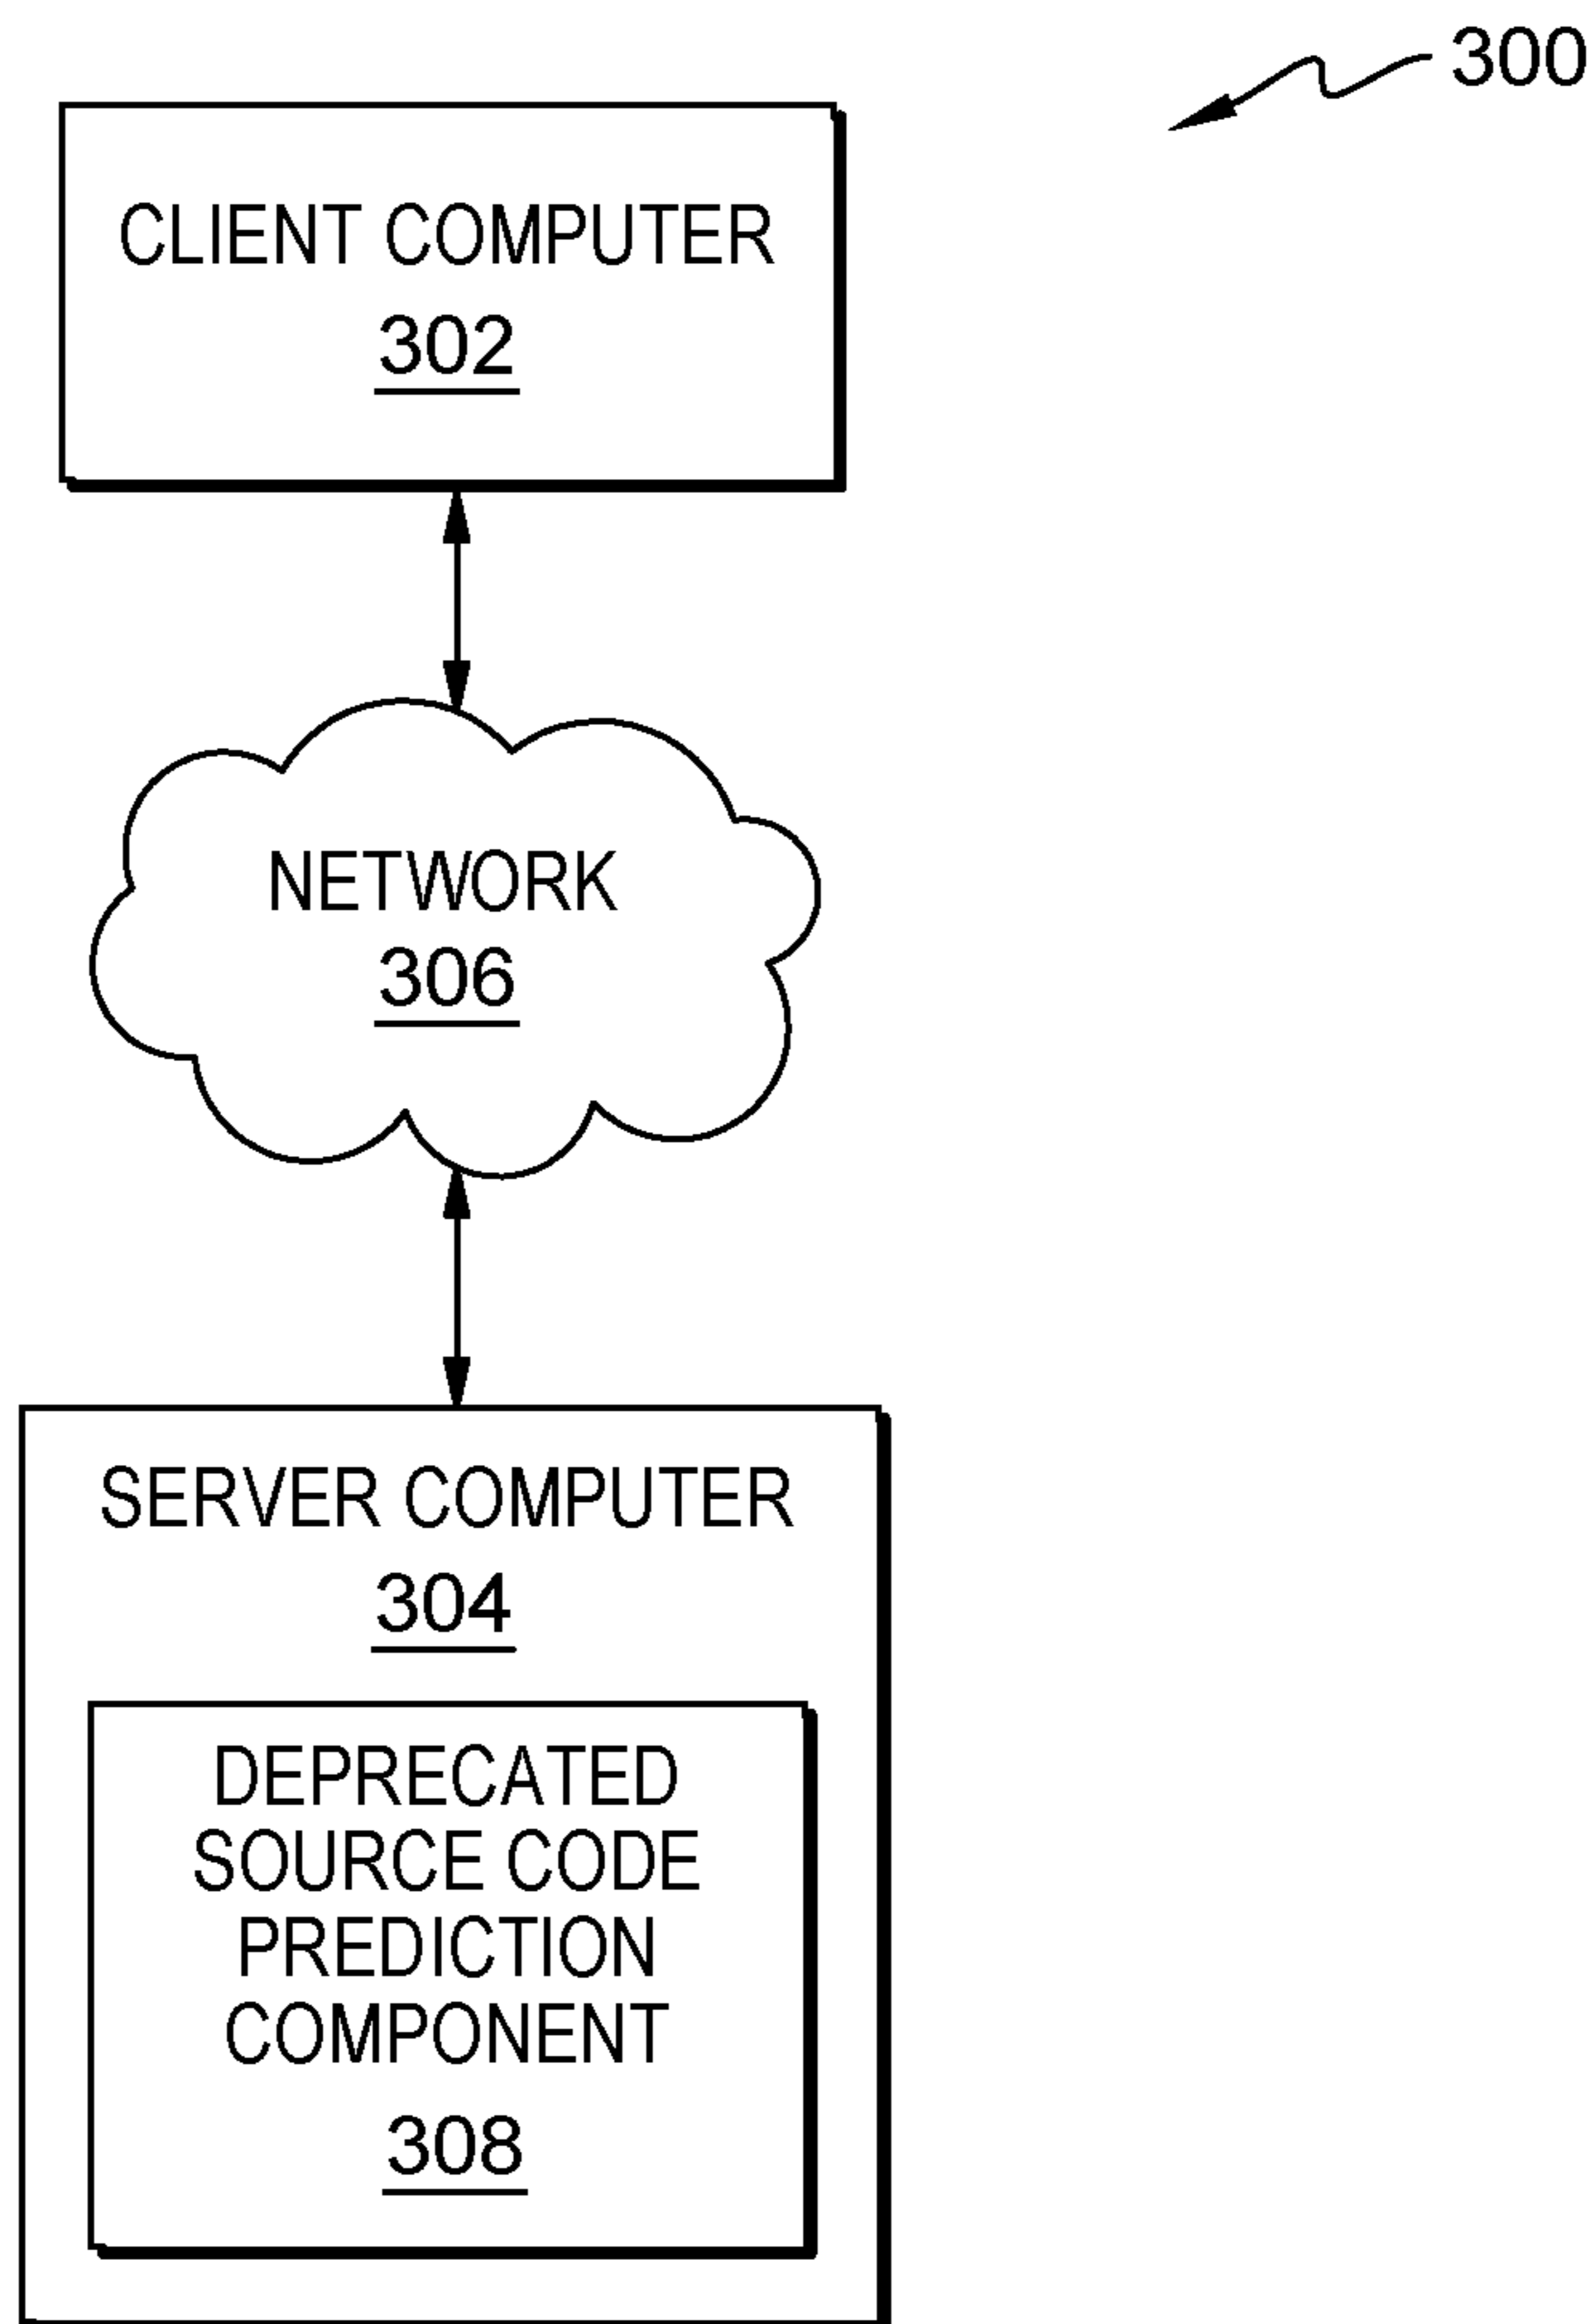 300
CLIENT COMPUTER
302
NETWORK
306
SERVER COMPUTER
304
DEPRECATED
SOURCE CODE
PREDICTION
COMPONENT
308